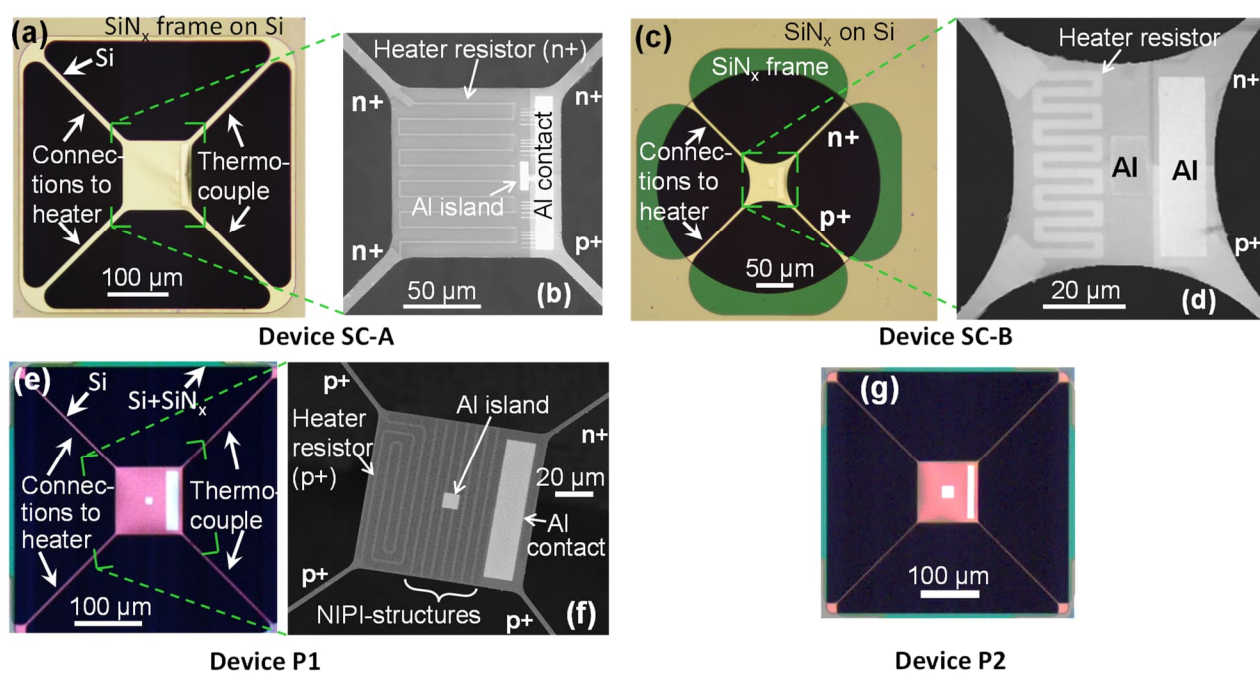 (a)
SiNx frame on Si
Si
Connec-
tions to
heater
Thermo-
couple
100 µm
Heater resistor (n+)
n+
n+
Al contact
Al island
n+
p+
50 µm
(b)
Device SC-A
(c)
SiNx on Si
SiNx frame
n+
Connec-
tions to
heater
p+
50 µm
Heater resistor
n+
Al
Al
p+
20 µm
(d)
Device SC-B
(e)
Si
Si+SiNx
Connec-
tions to
heater
Thermo-
couple
100 µm
p+
Al island
Heater
resistor
(p+)
n+
20 µm
Al
contact
p+
NIPI-structures
p+
(f)
Device P1
(g)
100 µm
Device P2